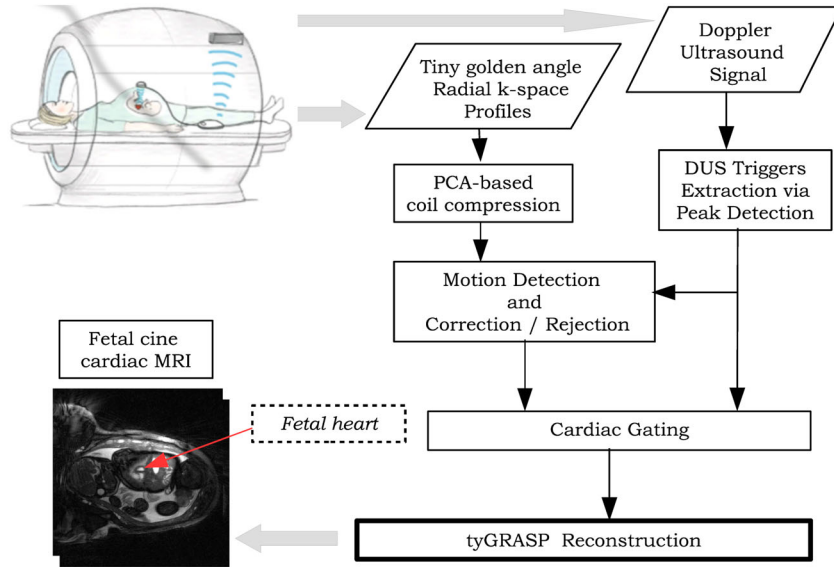 Doppler
Ultrasound
Signal
Tiny golden angle
Radial k-space
Profiles
PCA-based
coil compression
DUS Triggers
Extraction via
Peak Detection
Motion Detection
and
Correction / Rejection
Fetal cine
cardiac MRI
Fetal heart
Cardiac Gating
tyGRASP Reconstruction